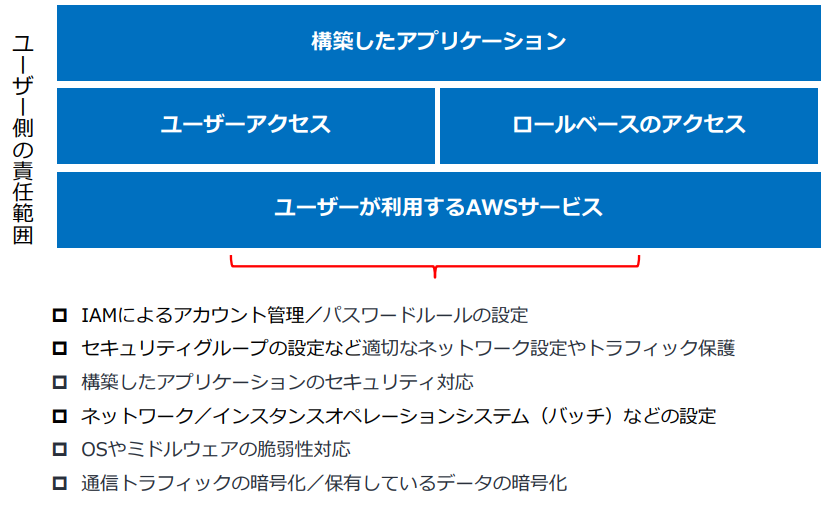 ユーザー側の責任範囲
構築したアプリケーション
ユーザーアクセス
ロールベースのアクセス
ユーザーが利用するAWSサービス
IAMによるアカウント管理／パスワードルールの設定
セキュリティグループの設定など適切なネットワーク設定やトラフィック保護
構築したアプリケーションのセキュリティ対応
ネットワーク／インスタンスオペレーションシステム（バッチ）などの設定
OSやミドルウェアの脆弱性対応
通信トラフィックの暗号化／保有しているデータの暗号化